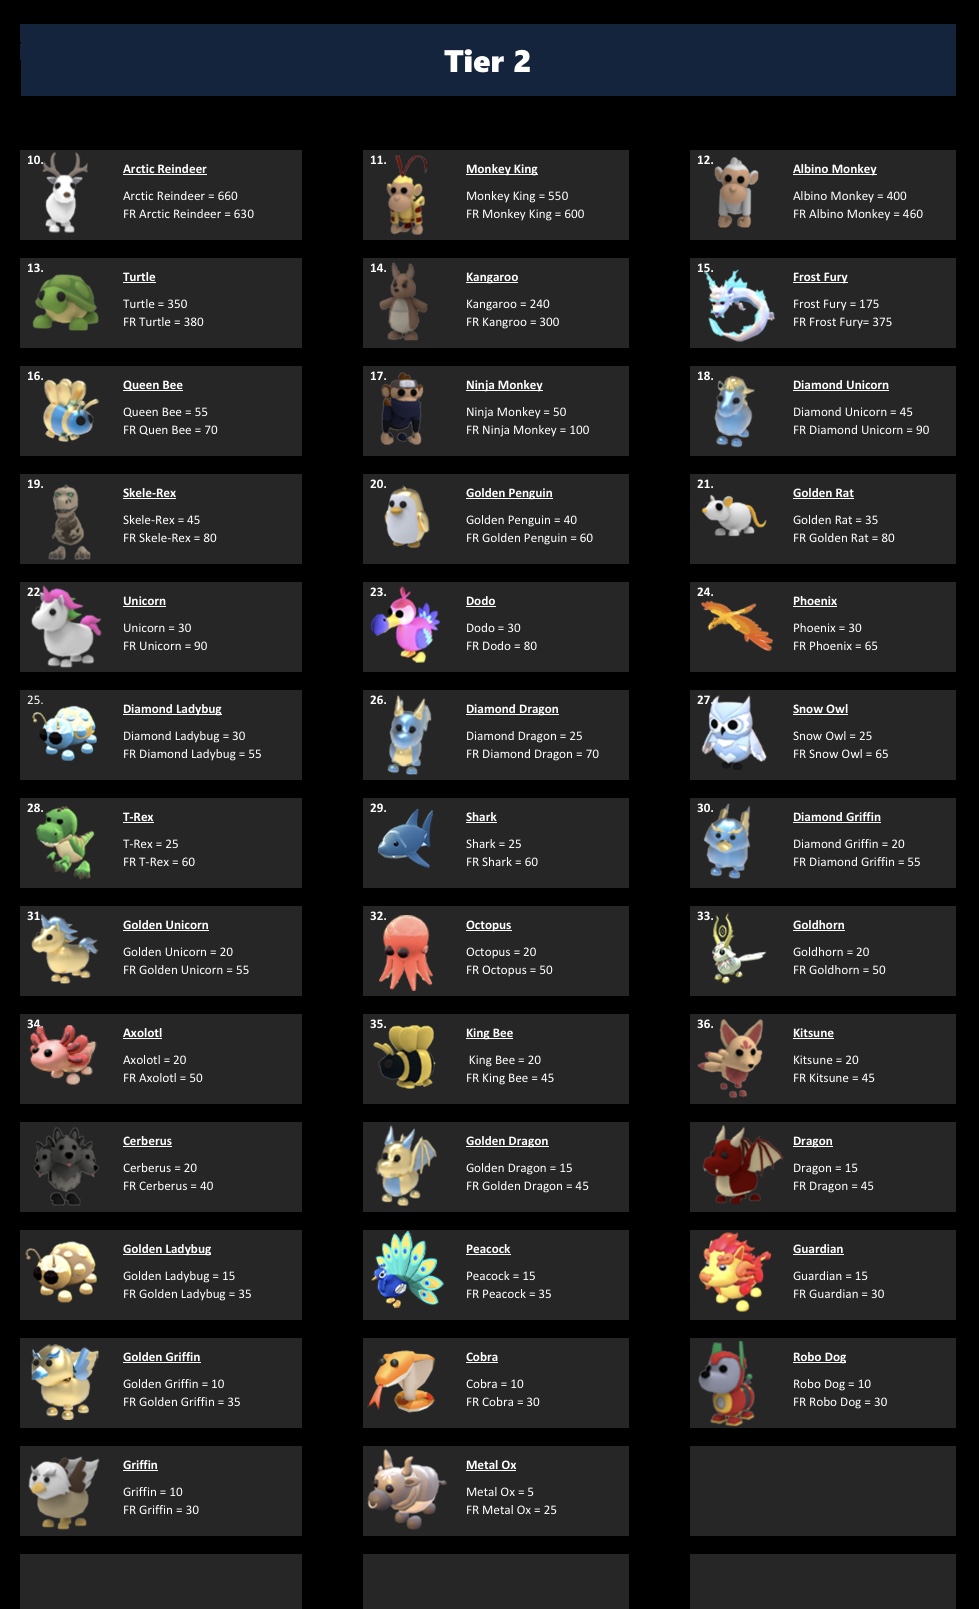 Tier 2
10.
Arctic Reindeer
Arctic Reindeer = 660
FR Arctic Reindeer = 630
11.
Monkey King
Monkey King = 550
FR Monkey King = 600
12.
Albino Monkey
Albino Monkey = 400
FR Albino Monkey = 460
13.
Turtle
Turtle = 350
FR Turtle = 380
14.
Kangaroo
Kangaroo = 240
FR Kangroo = 300
15.
Frost Fury
Frost Fury = 175
FR Frost Fury= 375
16.
Queen Bee
Queen Bee = 55
FR Quen Bee = 70
17.
Ninja Monkey
Ninja Monkey = 50
FR Ninja Monkey = 100
18.
Diamond Unicorn
Diamond Unicorn = 45
FR Diamond Unicorn = 90
19.
Skele-Rex
Skele-Rex = 45
FR Skele-Rex = 80
20.
Golden Penguin
Golden Penguin = 40
FR Golden Penguin = 60
21.
Golden Rat
Golden Rat = 35
FR Golden Rat = 80
22.
Unicorn
Unicorn = 30
FR Unicorn = 90
23.
Dodo
Dodo = 30
FR Dodo = 80
24.
Phoenix
Phoenix = 30
FR Phoenix = 65
25.
Diamond Ladybug
Diamond Ladybug = 30
FR Diamond Ladybug = 55
26.
Diamond Dragon
Diamond Dragon = 25
FR Diamond Dragon = 70
27.
Snow Owl
Snow Owl = 25
FR Snow Owl = 65
28.
T-Rex
T-Rex = 25
FR T-Rex = 60
29.
Shark
Shark = 25
FR Shark = 60
30.
Diamond Griffin
Diamond Griffin = 20
FR Diamond Griffin = 55
31.
Golden Unicorn
Golden Unicorn = 20
FR Golden Unicorn = 55
32.
Octopus
Octopus = 20
FR Octopus = 50
33.
Goldhorn
Goldhorn = 20
FR Goldhorn = 50
34.
Axolotl
Axolotl = 20
FR Axolotl = 50
35.
King Bee
King Bee = 20
FR King Bee = 45
36.
Kitsune
Kitsune = 20
FR Kitsune = 45
Cerberus
Cerberus = 20
FR Cerberus = 40
Golden Dragon
Golden Dragon = 15
FR Golden Dragon = 45
Dragon
Dragon = 15
FR Dragon = 45
Golden Ladybug
Golden Ladybug = 15
FR Golden Ladybug = 35
Peacock
Peacock = 15
FR Peacock = 35
Guardian
Guardian = 15
FR Guardian = 30
Golden Griffin
Golden Griffin = 10
FR Golden Griffin = 35
Cobra
Cobra = 10
FR Cobra = 30
Robo Dog
Robo Dog = 10
FR Robo Dog = 30
Griffin
Griffin = 10
FR Griffin = 30
Metal Ox
Metal Ox = 5
FR Metal Ox = 25